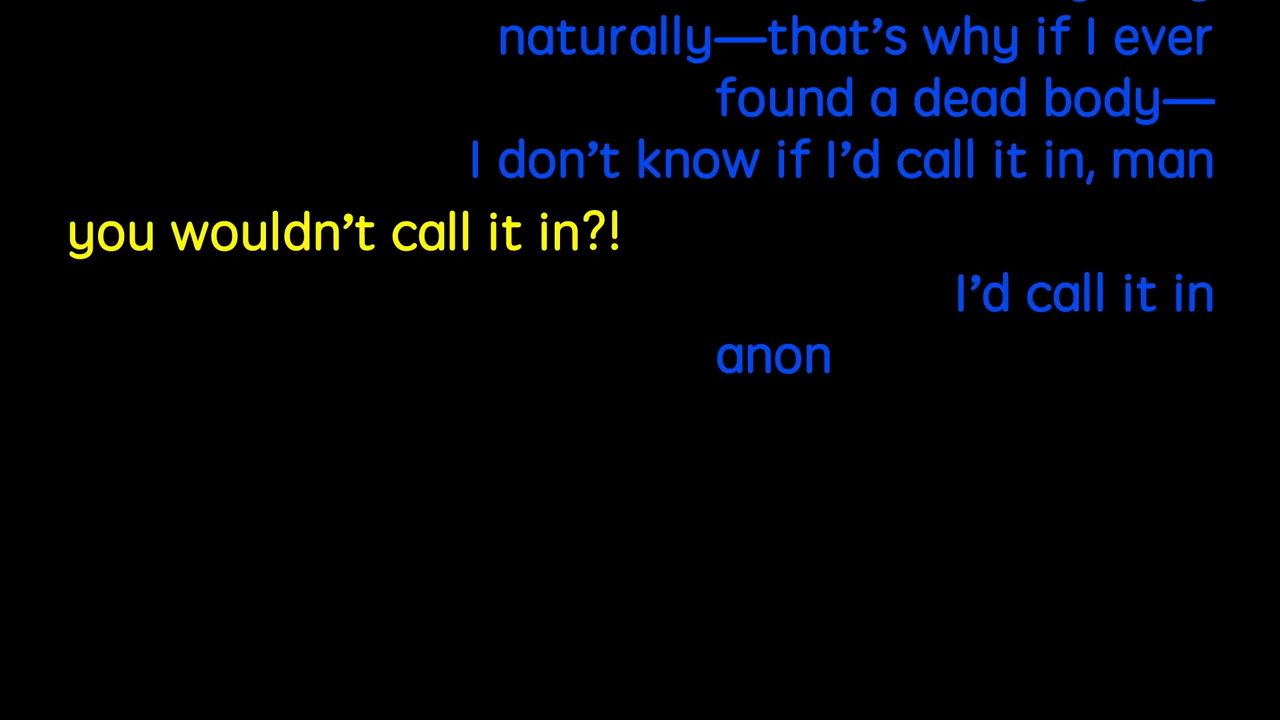 naturally—that’s why if I ever
found a dead body—
I don’t know if I’d call it in, man
you wouldn’t call it in?!
I’d call it in
anon